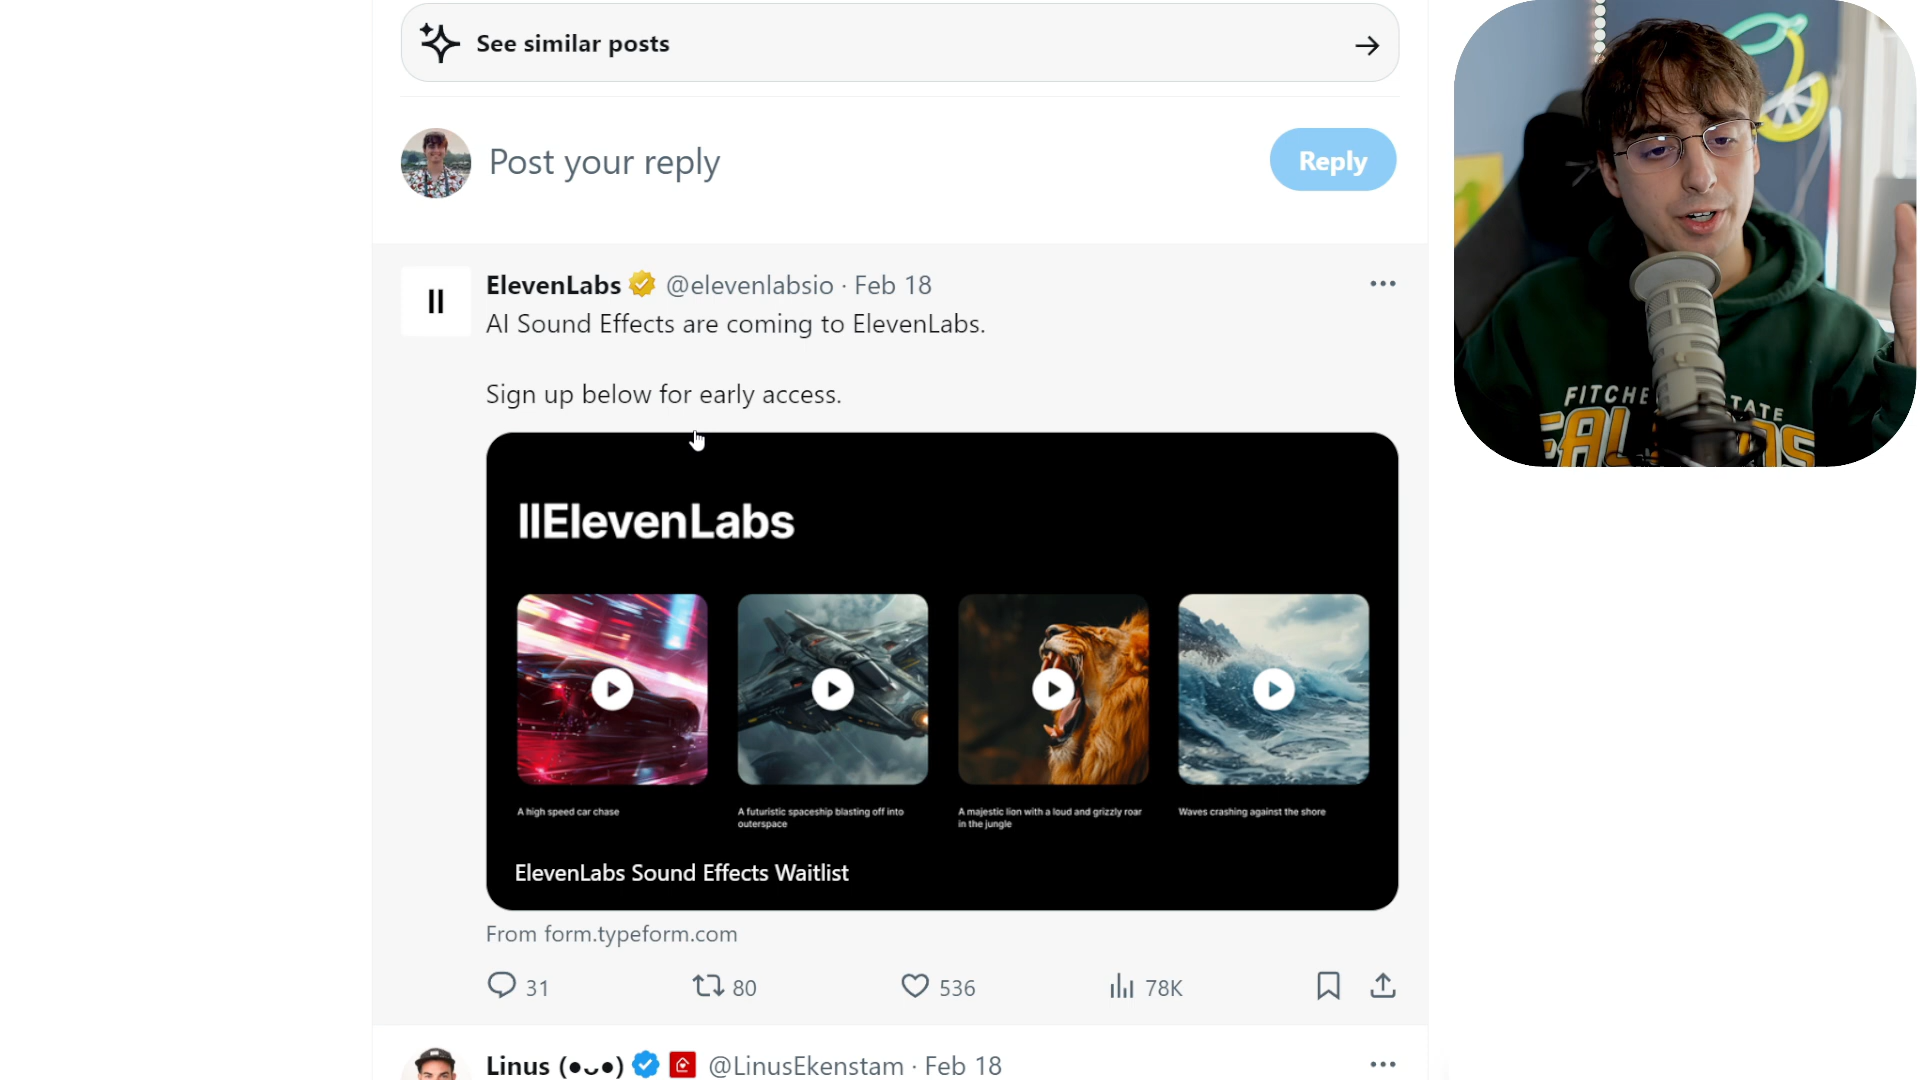 See similar posts
Post your reply
Reply
ElevenLabs @elevenlabsio · Feb 18
AI Sound Effects are coming to ElevenLabs.
Sign up below for early access.
IIElevenLabs
A high speed car chase
A futuristic spaceship blasting off into
outerspace
A majestic lion with a loud and grizzly roar
in the jungle
Waves crashing against the shore
ElevenLabs Sound Effects Waitlist
From form.typeform.com
31 80 536 78K
Linus (●ᴗ●) @LinusEkenstam · Feb 18